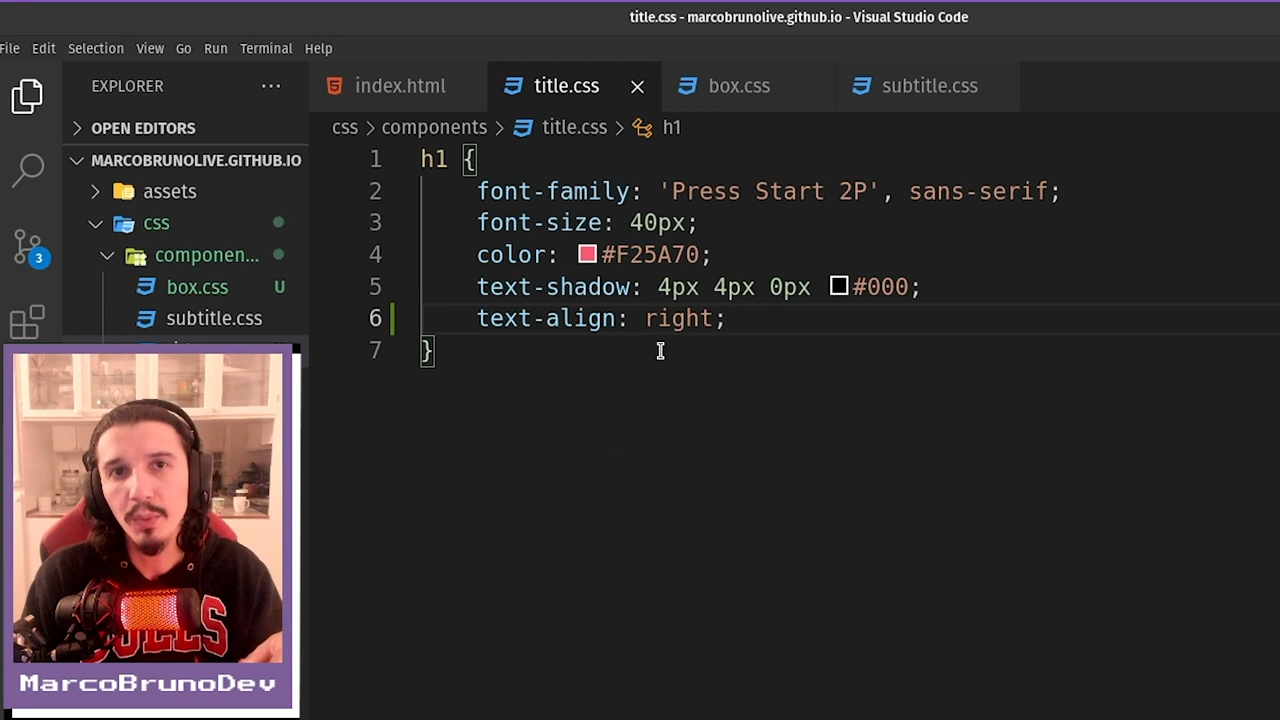 title.css - marcobrunolive.github.io - Visual Studio Code
File Edit Selection View Go Run Terminal Help
EXPLORER ···
index.html title.css box.css subtitle.css
OPEN EDITORS
css > components > title.css > h1
MARCOBRUNOLIVE.GITHUB.IO
assets
css
componen...
box.css U
subtitle.css
3
1 h1 {
2 font-family: 'Press Start 2P', sans-serif;
3 font-size: 40px;
4 color: #F25A70;
5 text-shadow: 4px 4px 0px #000;
6 text-align: right;
7 }
BULLS
MarcoBrunoDev